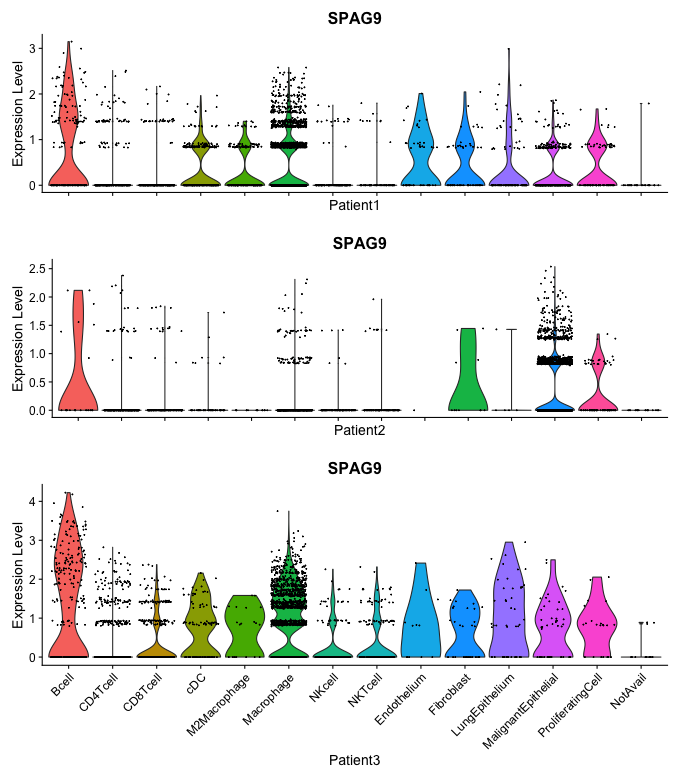 SPAG9
Expression Level
3
2
1
0
Patient1
SPAG9
Expression Level
2.5
2.0
1.5
1.0
0.5
0.0
Patient2
SPAG9
Expression Level
4
3
2
1
0
Bcell
CD4Tcell
CD8Tcell
cDC
M2Macrophage
Macrophage
NKcell
NKTcell
Endothelium
Fibroblast
LungEpithelium
MalignantEpithelial
ProliferatingCell
NotAvail
Patient3